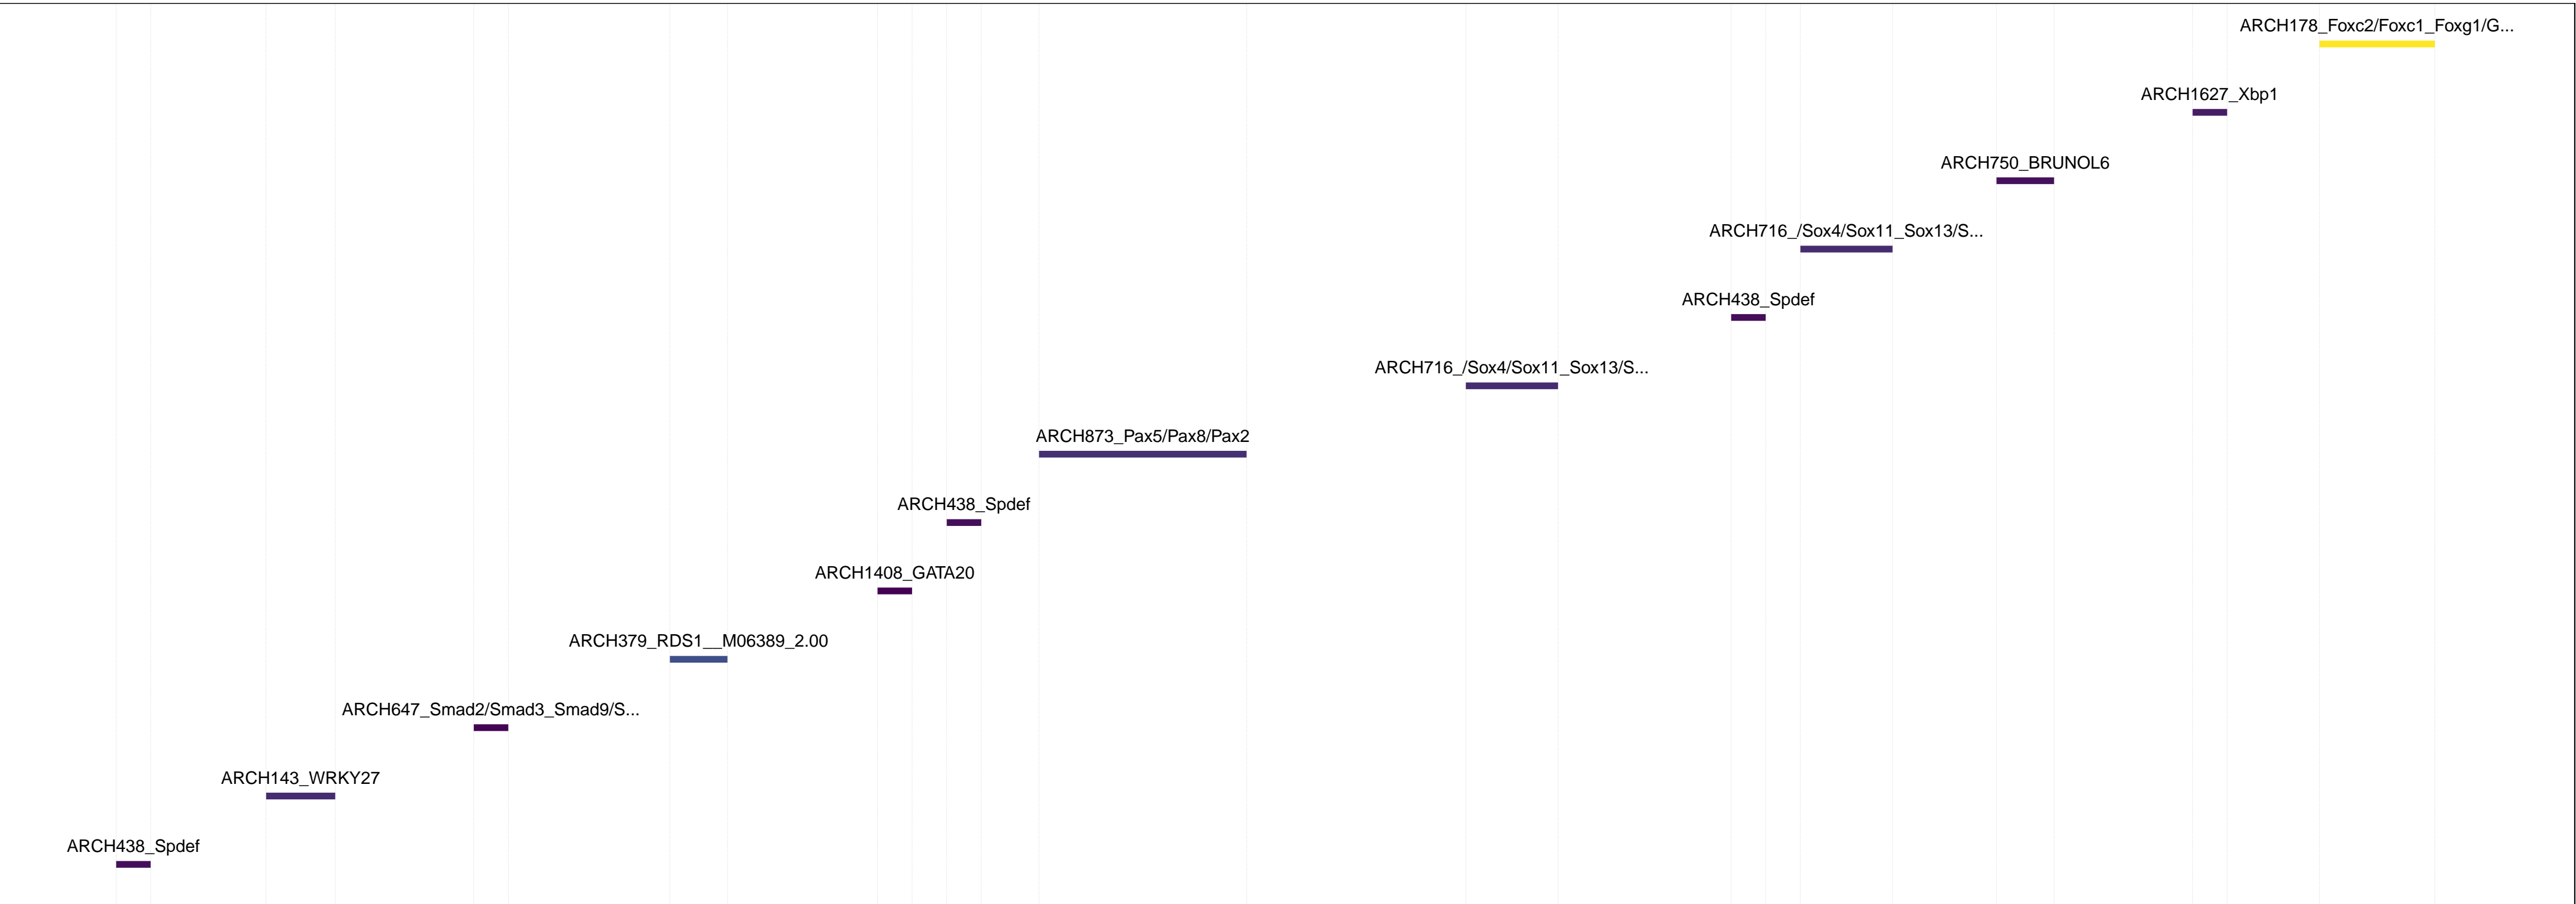 ARCH178_Foxc2/Foxc1_Foxg1/G...
ARCH1627_Xbp1
ARCH750_BRUNOL6
ARCH716_/Sox4/Sox11_Sox13/S...
ARCH438_Spdef
ARCH716_/Sox4/Sox11_Sox13/S...
ARCH873_Pax5/Pax8/Pax2
ARCH438_Spdef
ARCH1408_GATA20
ARCH379_RDS1__M06389_2.00
ARCH647_Smad2/Smad3_Smad9/S...
ARCH143_WRKY27
ARCH438_Spdef